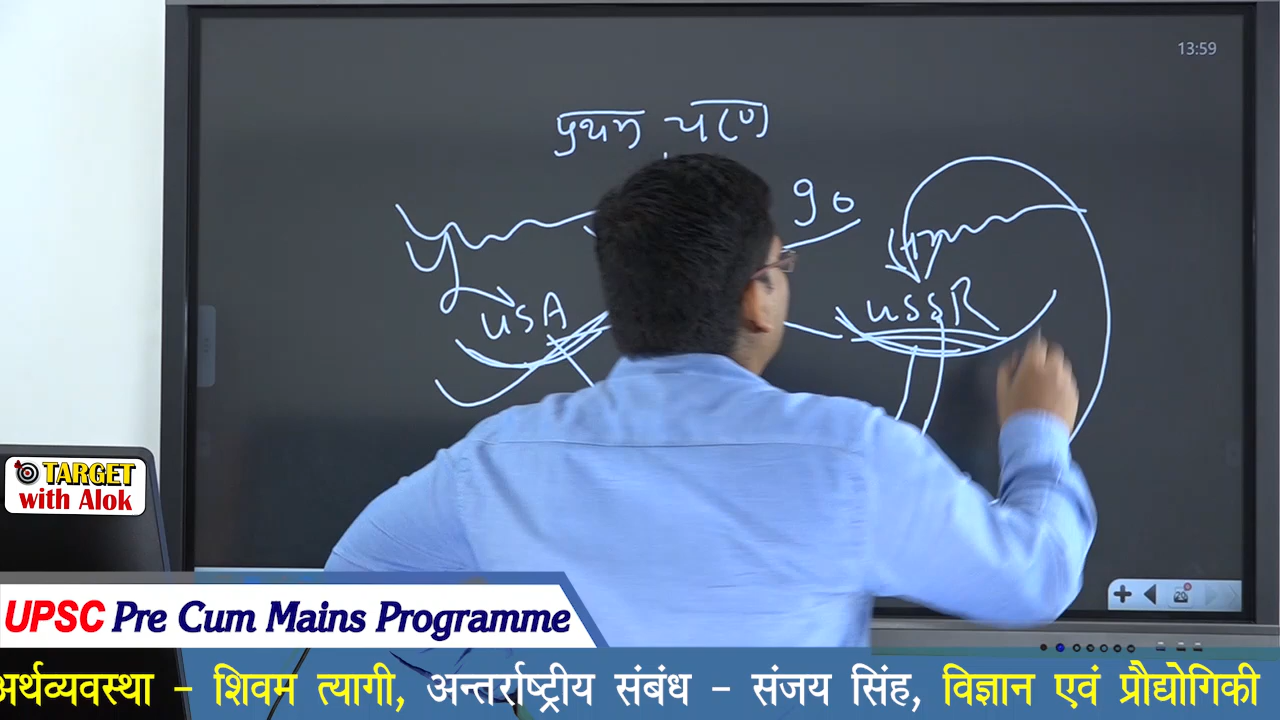 13:59
प्रथम चरण
90
USA
USSR
TARGET
with Alok
UPSC Pre Cum Mains Programme
अर्थव्यवस्था – शिवम त्यागी, अन्तर्राष्ट्रीय संबंध – संजय सिंह, विज्ञान एवं प्रौद्योगिकी